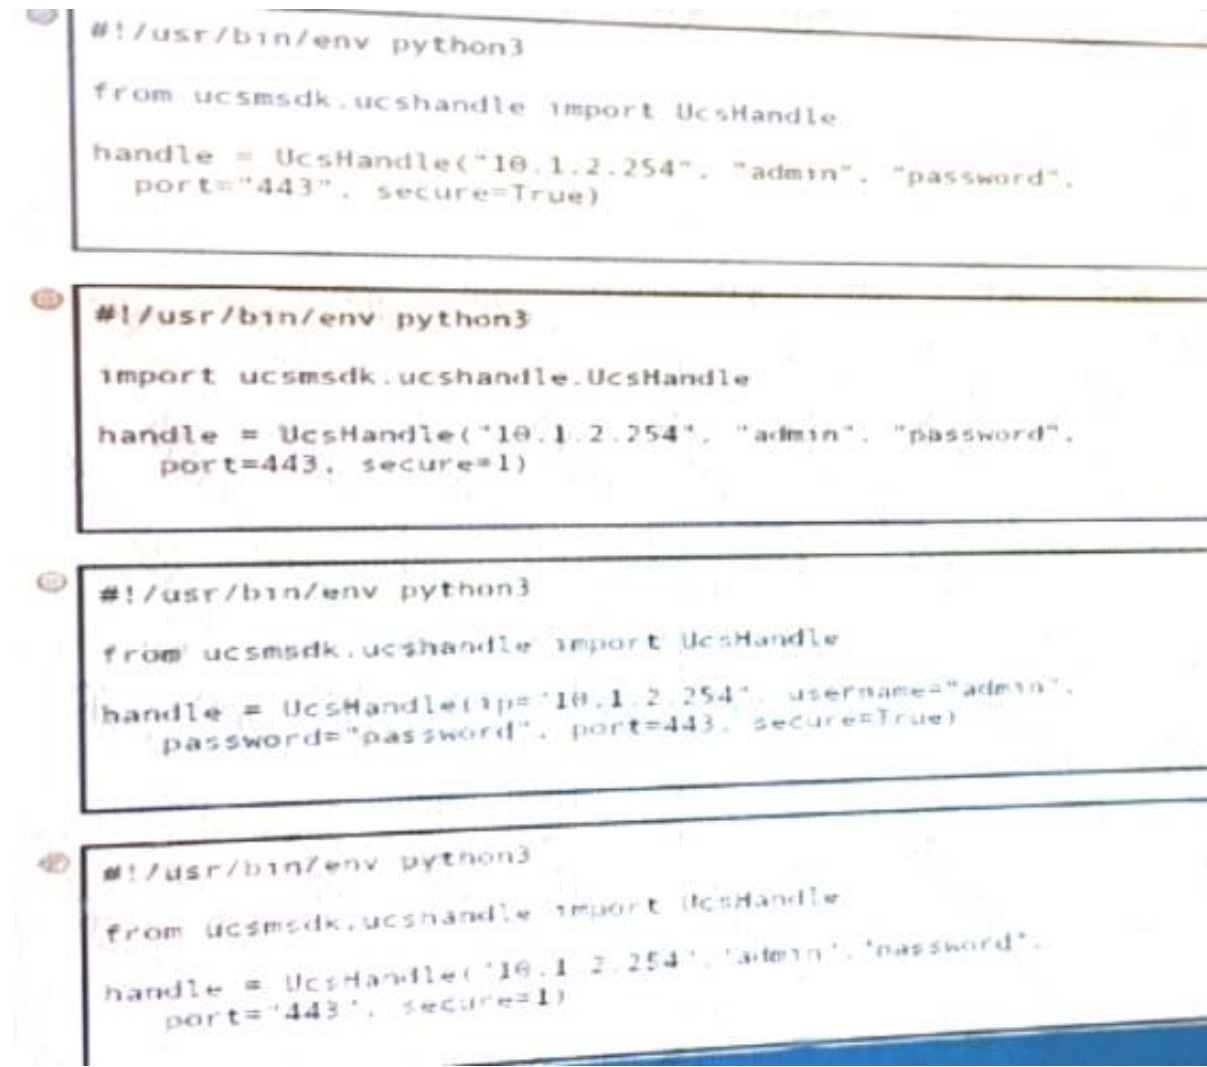 #!/usr/bin/env python3
from ucsmsdk.ucshandle import UcsHandle
handle = UcsHandle("10.1.2.254", "admin", "password",
port="443", secure=True)
#!/usr/bin/env python3
import ucsmsdk.ucshandle.UcsHandle
handle = UcsHandle("10.1.2.254", "admin", "password",
port=443, secure=1)
#!/usr/bin/env python3
from ucsmsdk.ucshandle import UcsHandle
handle = UcsHandle(ip="10.1.2.254", username="admin",
password="password", port=443, secure=True)
#!/usr/bin/env python3
from ucsmsdk.ucshandle import UcsHandle
handle = UcsHandle("10.1.2.254", "admin", "password",
port="443", secure=1)